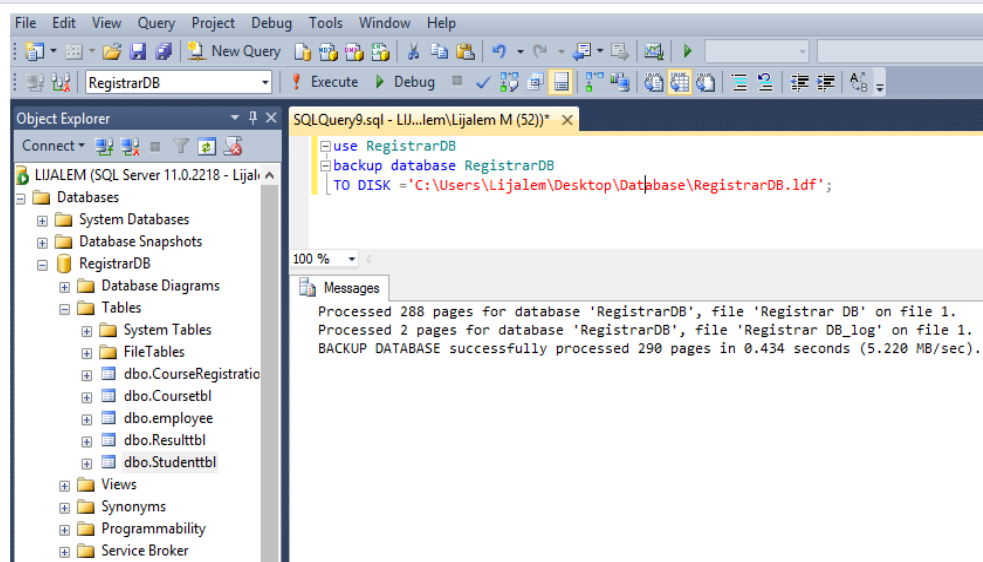 File Edit View Query Project Debug Tools Window Help
New Query
RegistrarDB Execute Debug
Object Explorer
Connect
LIJALEM (SQL Server 11.0.2218 - Lijale
Databases
System Databases
Database Snapshots
RegistrarDB
Database Diagrams
Tables
System Tables
FileTables
dbo.CourseRegistratio
dbo.Coursetbl
dbo.employee
dbo.Resulttbl
dbo.Studenttbl
Views
Synonyms
Programmability
Service Broker
SQLQuery9.sql - LIJ...lem\Lijalem M (52))*
use RegistrarDB
backup database RegistrarDB
TO DISK ='C:\Users\Lijalem\Desktop\Database\RegistrarDB.ldf';
100 %
Messages
Processed 288 pages for database 'RegistrarDB', file 'Registrar DB' on file 1.
Processed 2 pages for database 'RegistrarDB', file 'Registrar DB_log' on file 1.
BACKUP DATABASE successfully processed 290 pages in 0.434 seconds (5.220 MB/sec).